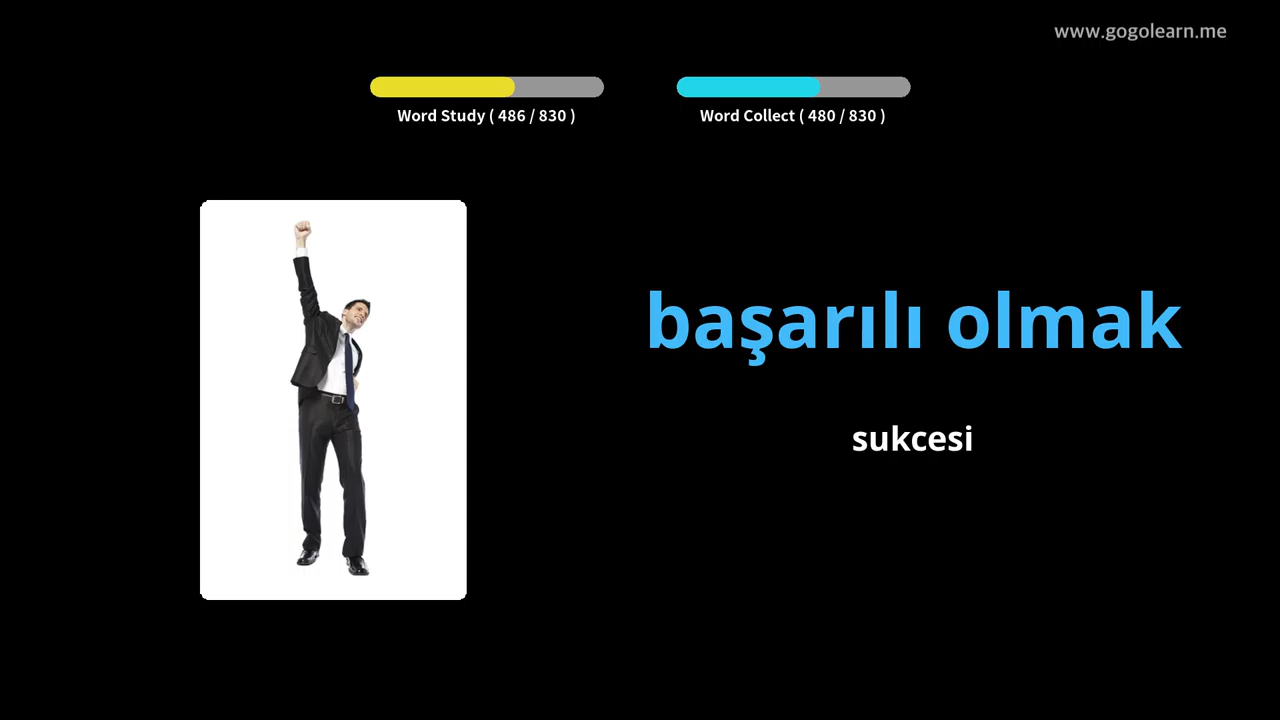 www.gogolearn.me
Word Study ( 486 / 830 )
Word Collect ( 480 / 830 )
başarılı olmak
sukcesi